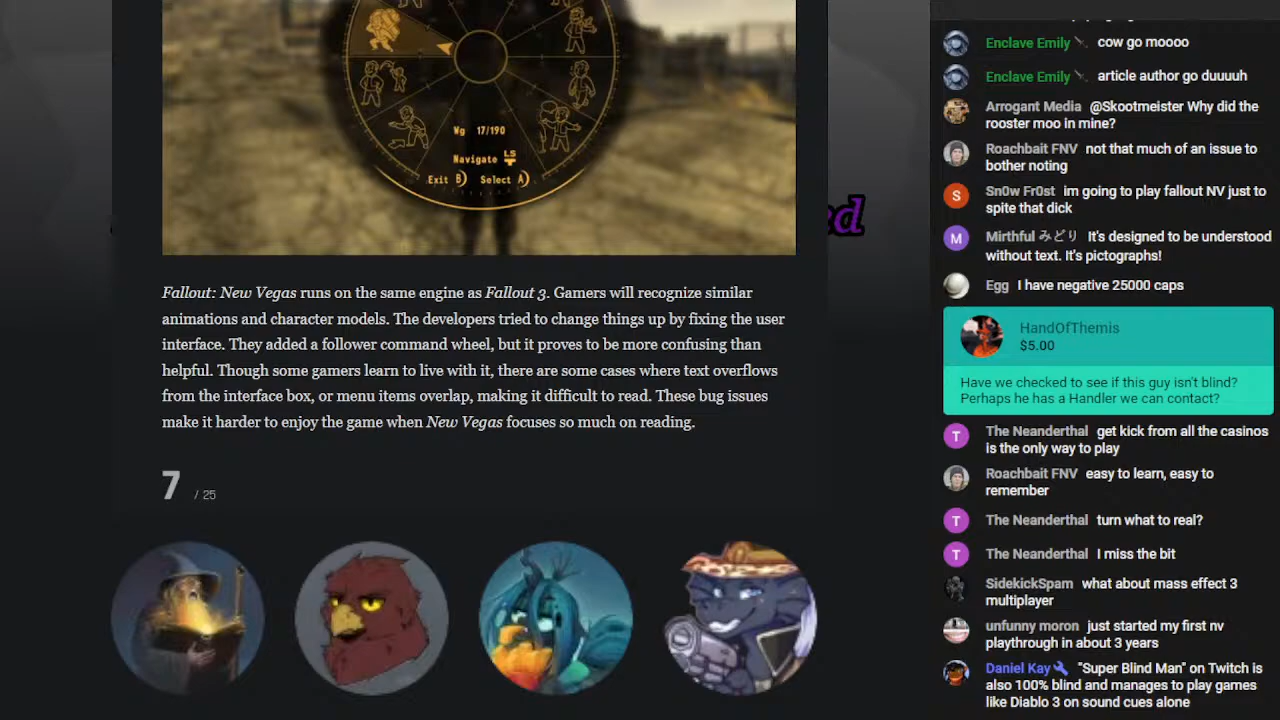 Wg 17/190
Navigate LS
Exit B) Select A)
ed
Fallout: New Vegas runs on the same engine as Fallout 3. Gamers will recognize similar
animations and character models. The developers tried to change things up by fixing the user
interface. They added a follower command wheel, but it proves to be more confusing than
helpful. Though some gamers learn to live with it, there are some cases where text overflows
from the interface box, or menu items overlap, making it difficult to read. These bug issues
make it harder to enjoy the game when New Vegas focuses so much on reading.
7 / 25
Enclave Emily cow go moooo
Enclave Emily article author go duuuuh
Arrogant Media @Skootmeister Why did the
rooster moo in mine?
Roachbait FNV not that much of an issue to
bother noting
Sn0w Fr0st im going to play fallout NV just to
spite that dick
M
S
Mirthful みどり It's designed to be understood
without text. It's pictographs!
Egg I have negative 25000 caps
HandOfThemis
$5.00
Have we checked to see if this guy isn't blind?
Perhaps he has a Handler we can contact?
T
The Neanderthal get kick from all the casinos
is the only way to play
Roachbait FNV easy to learn, easy to
remember
T
The Neanderthal turn what to real?
T
The Neanderthal I miss the bit
SidekickSpam what about mass effect 3
multiplayer
unfunny moron just started my first nv
playthrough in about 3 years
Daniel Kay "Super Blind Man" on Twitch is
also 100% blind and manages to play games
like Diablo 3 on sound cues alone